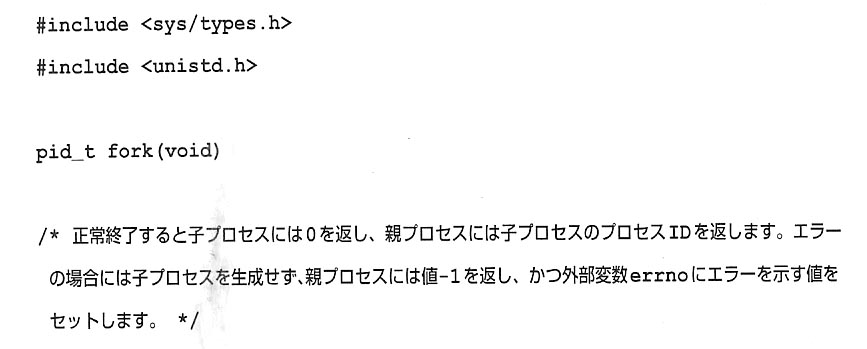 #include <sys/types.h>
#include <unistd.h>
pid_t fork(void)
/* 正常終了すると子プロセスには0を返し、親プロセスには子プロセスのプロセスIDを返します。エラー
の場合には子プロセスを生成せず、親プロセスには値-1を返し、かつ外部変数errnoにエラーを示す値を
セットします。 */